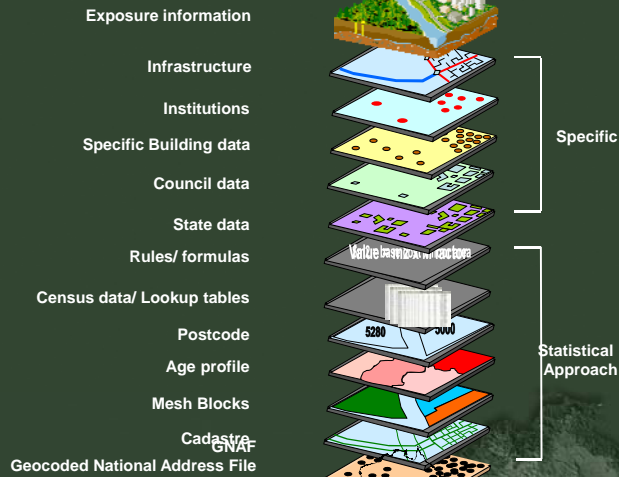 Exposure information
Infrastructure
Institutions
Specific Building data
Specific
Council data
State data
Rules/ formulas
Census data/ Lookup tables
Postcode
5280
5000
Statistical
Approach
Age profile
Mesh Blocks
Cadastre
GNAF
Geocoded National Address File